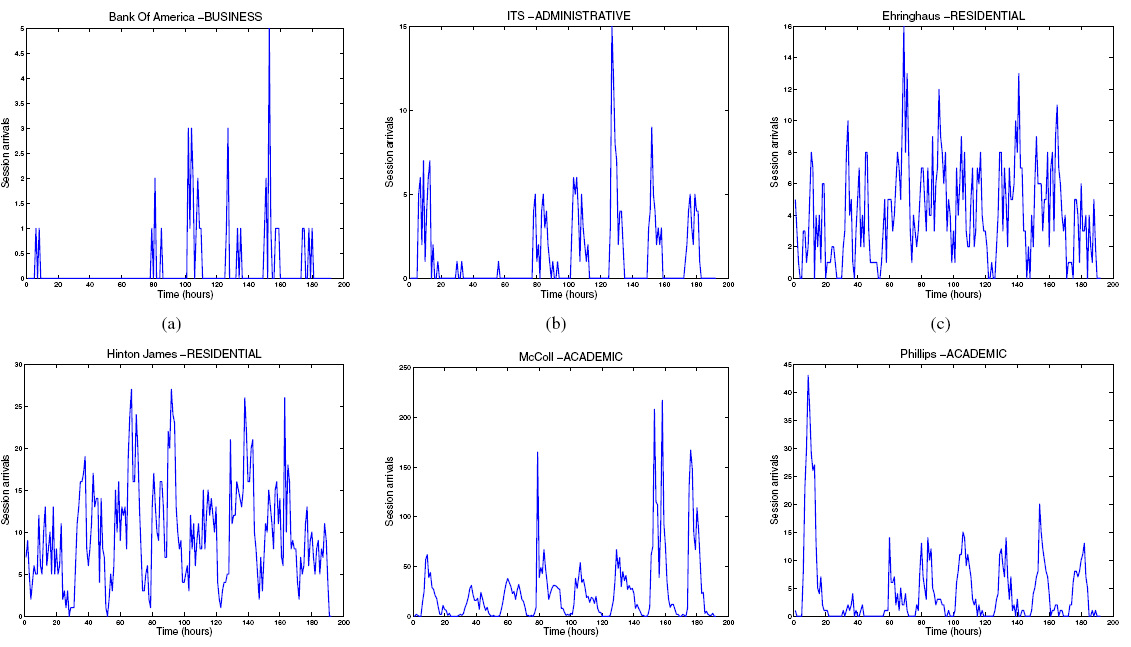 Bank Of America −BUSINESS
ITS −ADMINISTRATIVE
Ehringhaus −RESIDENTIAL
5
4.5
4
3.5
3
2.5
2
1.5
1
0.5
0
Session arrivals
0 20 40 60 80 100 120 140 160 180 200
Time (hours)
(a)
15
10
5
0
Session arrivals
0 20 40 60 80 100 120 140 160 180 200
Time (hours)
(b)
16
14
12
10
8
6
4
2
0
Session arrivals
0 20 40 60 80 100 120 140 160 180 200
Time (hours)
(c)
Hinton James −RESIDENTIAL
McColl −ACADEMIC
Phillips −ACADEMIC
30
25
20
15
10
5
0
Session arrivals
0 20 40 60 80 100 120 140 160 180 200
Time (hours)
250
200
150
100
50
0
Session arrivals
0 20 40 60 80 100 120 140 160 180 200
Time (hours)
45
40
35
30
25
20
15
10
5
0
Session arrivals
0 20 40 60 80 100 120 140 160 180 200
Time (hours)